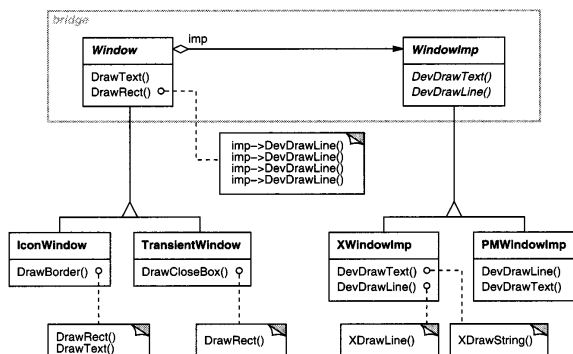 bridge
Window
imp
WindowImp
DrawText()
DrawRect()
DevDrawText()
DevDrawLine()
imp->DevDrawLine()
imp->DevDrawLine()
imp->DevDrawLine()
imp->DevDrawLine()
IconWindow
DrawBorder()
TransientWindow
DrawCloseBox()
XWindowImp
DevDrawText()
DevDrawLine()
PMWindowImp
DevDrawLine()
DevDrawText()
DrawRect()
DrawText()
DrawRect()
XDrawLine()
XDrawString()